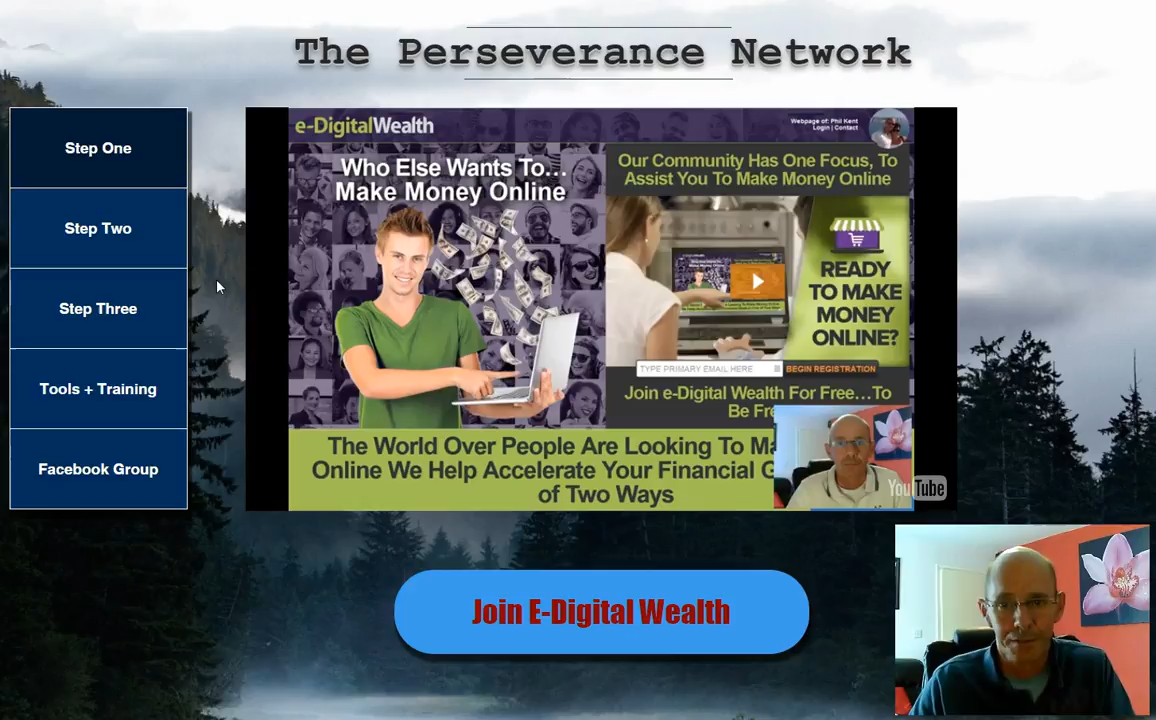 The Perseverance Network
Step One
Step Two
Step Three
Tools + Training
Facebook Group
e-DigitalWealth
Webpage of: Phil Kent
Login | Contact
Who Else Wants To...
Make Money Online
Our Community Has One Focus, To
Assist You To Make Money Online
READY
TO MAKE
MONEY
ONLINE?
TYPE PRIMARY EMAIL HERE
BEGIN REGISTRATION
Join e-Digital Wealth For Free...To
Be Fre
The World Over People Are Looking To Ma
Online We Help Accelerate Your Financial G
of Two Ways
YouTube
Join E-Digital Wealth